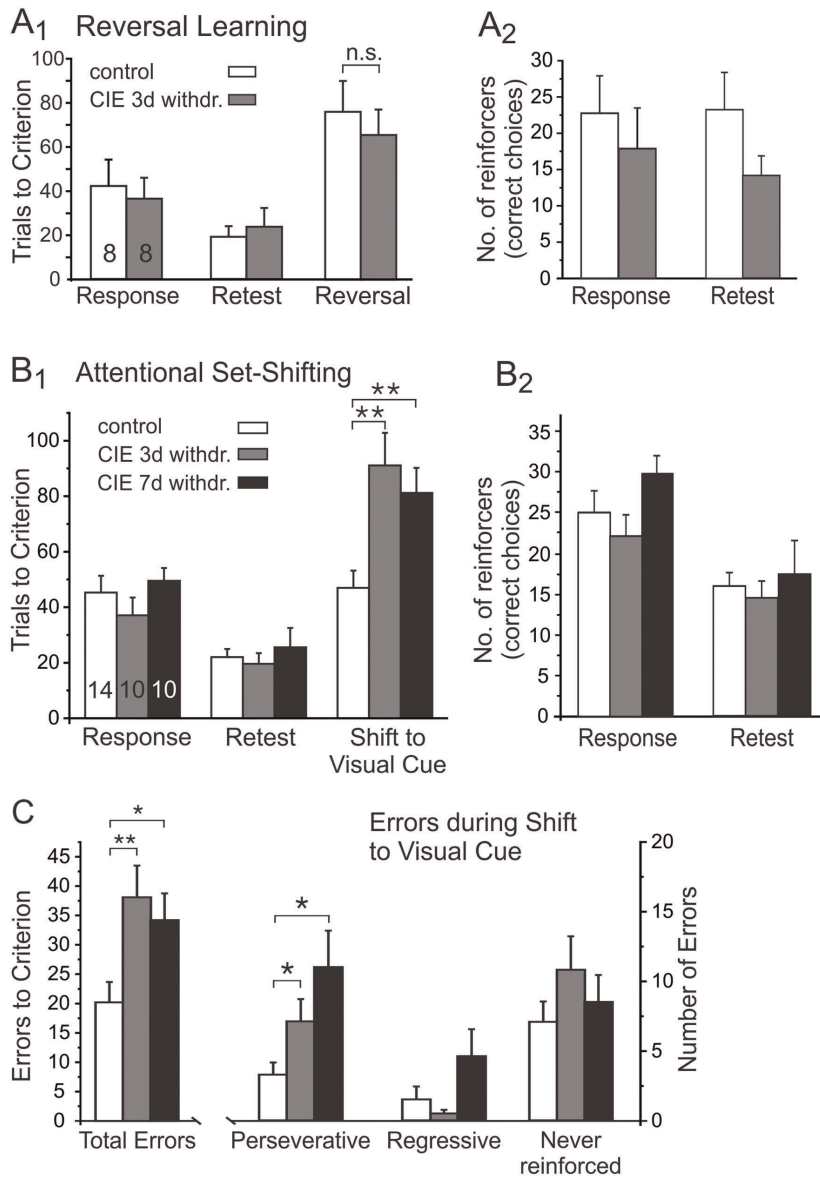 A1 Reversal Learning
control
CIE 3d withdr.
n.s.
Trials to Criterion
100
80
60
40
20
0
8 8
Response Retest Reversal
A2
No. of reinforcers
(correct choices)
30
25
20
15
10
5
0
Response Retest
B1 Attentional Set-Shifting
control
CIE 3d withdr.
CIE 7d withdr.
**
**
Trials to Criterion
100
80
60
40
20
0
14 10 10
Response Retest Shift to
Visual Cue
B2
No. of reinforcers
(correct choices)
35
30
25
20
15
10
5
0
Response Retest
C
Errors during Shift
to Visual Cue
*
**
*
*
Errors to Criterion
45
40
35
30
25
20
15
10
5
0
Number of Errors
20
15
10
5
0
Total Errors Perseverative Regressive Never
reinforced